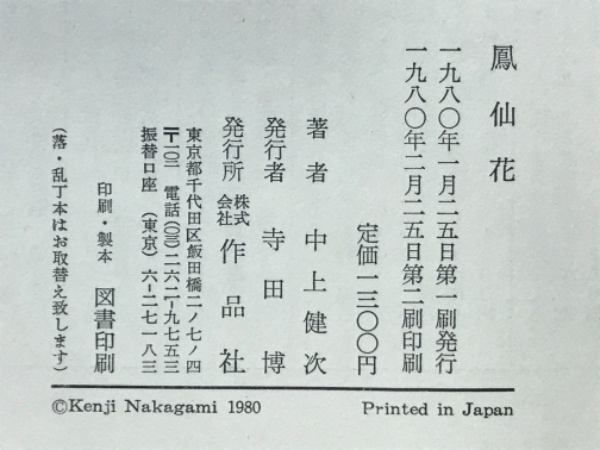 鳳仙花
一九八〇年一月二五日第一刷発行
一九八〇年二月二五日第二刷印刷
定価一三〇〇円
著者 中上健次
発行者 寺田博
発行所 株式会社 作品社
東京都千代田区飯田橋二ノ七ノ四
〒一〇二 電話(〇三)二六二-九七五三
振替口座 (東京)六-二七一八三
印刷・製本 図書印刷
(落・乱丁本はお取替え致します)
©Kenji Nakagami 1980
Printed in Japan